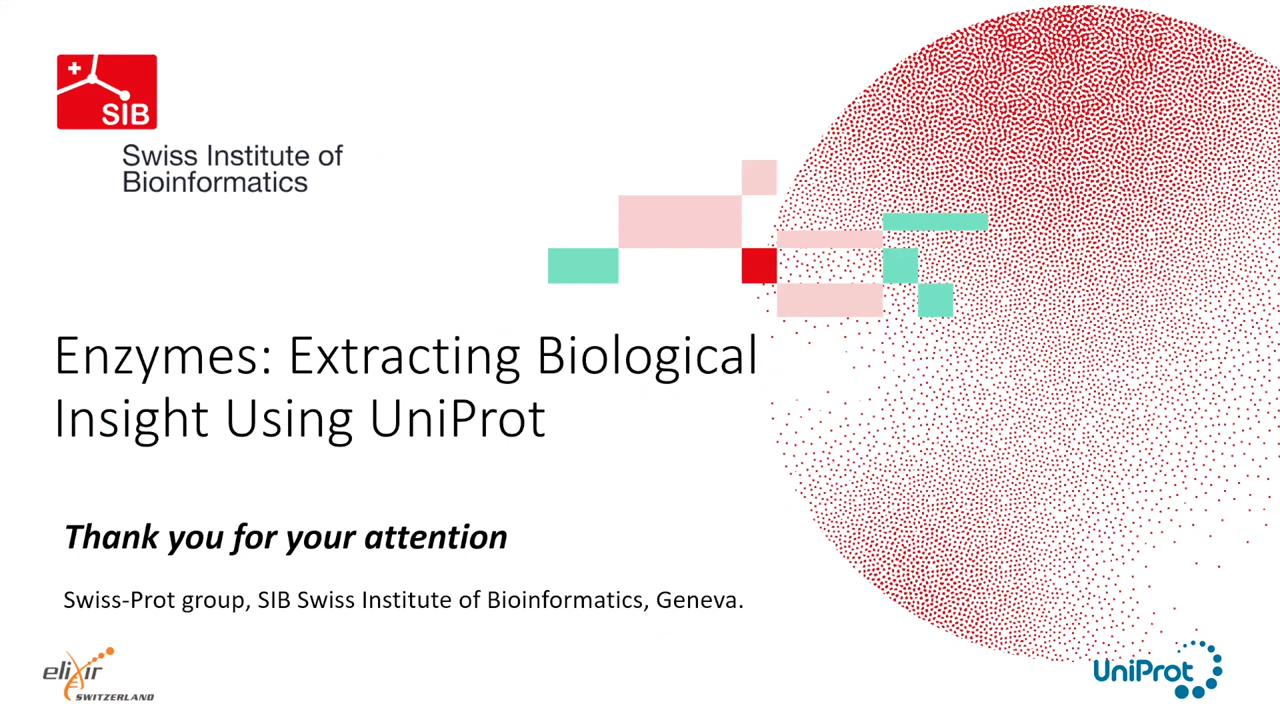 SIB
Swiss Institute of
Bioinformatics
Enzymes: Extracting Biological
Insight Using UniProt
Thank you for your attention
Swiss-Prot group, SIB Swiss Institute of Bioinformatics, Geneva.
elixir
SWITZERLAND
UniProt